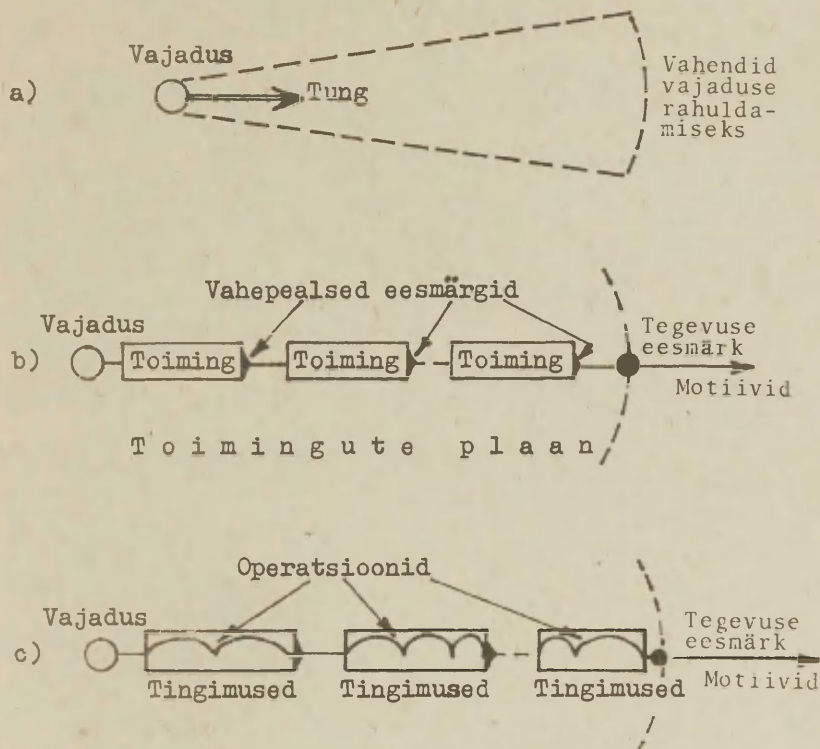 a)
Vajadus
Tung
Vahendid
vajaduse
rahulda-
miseks
Vahepealsed eesmärgid
Vajadus
b)
Toiming
Toiming
Toiming
Tegevuse
eesmärk
Motiivid
Toimingute plaan
Operatsioonid
Vajadus
c)
Tegevuse
eesmärk
Motiivid
Tingimused
Tingimused
Tingimused